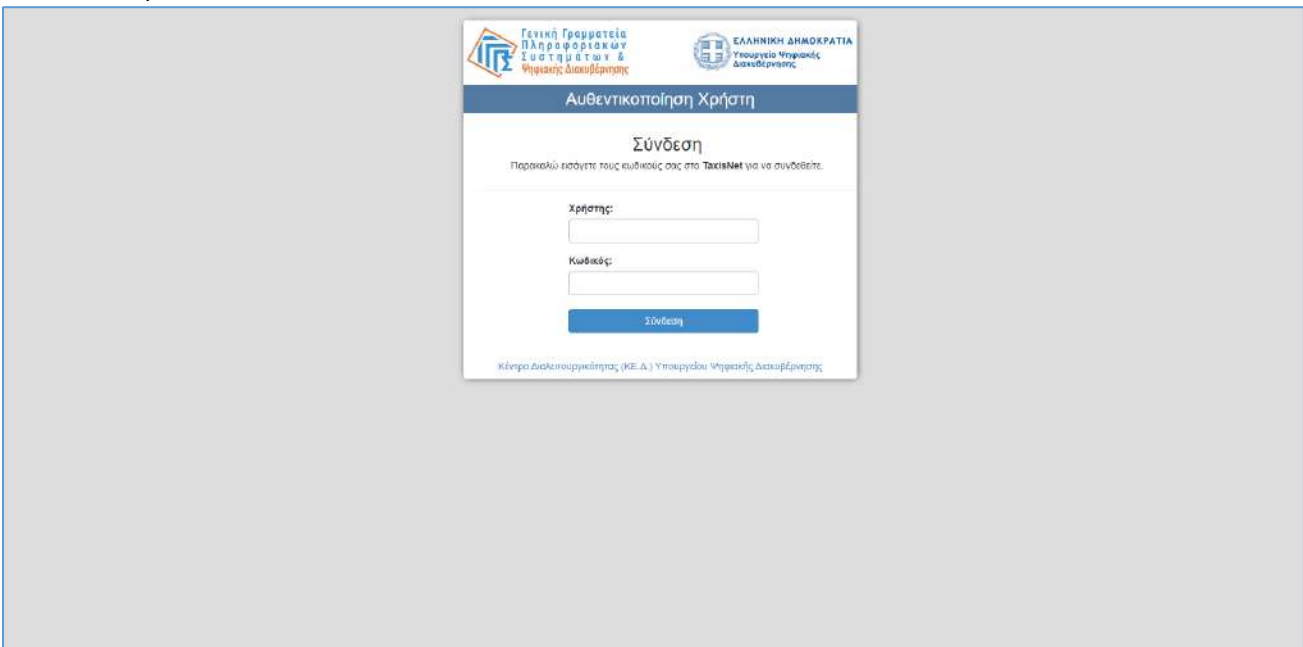 Γενική Γραμματεία
Πληροφοριακών
Συστημάτων &
Ψηφιακής Διακυβέρνησης
ΕΛΛΗΝΙΚΗ ΔΗΜΟΚΡΑΤΙΑ
Υπουργείο Ψηφιακής
Διακυβέρνησης
Αυθεντικοποίηση Χρήστη
Σύνδεση
Παρακαλώ εισάγετε τους κωδικούς σας στο TaxisNet για να συνδεθείτε.
Χρήστης:
Κωδικός:
Σύνδεση
Κέντρο Διαλειτουργικότητας (ΚΕ.Δ.) Υπουργείου Ψηφιακής Διακυβέρνησης